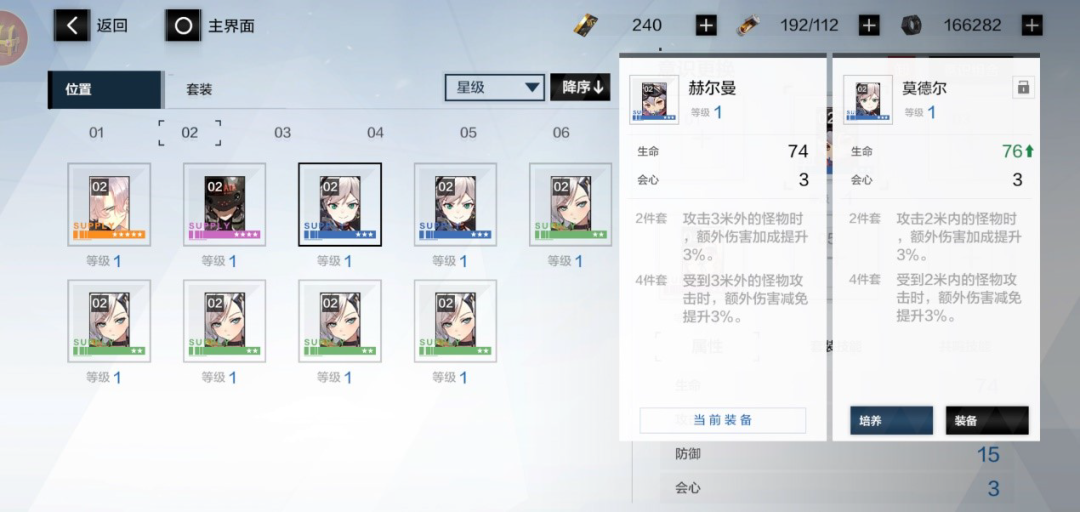 返回
主界面
240
192/112
166282
位置
套装
星级
降序
01
02
03
04
05
06
02
SUPPLY
等级 1
02
SUPPLY
等级 1
02
SU
等级 1
02
SU
等级 1
02
SU
等级 1
02
SU
等级 1
02
SU
等级 1
02
SU
等级 1
02
SU
等级 1
02
赫尔曼
等级 1
生命
74
会心
3
2件套
攻击3米外的怪物时
，额外伤害加成提升
3%。
4件套
受到3米外的怪物攻
击时，额外伤害减免
提升3%。
当前装备
02
莫德尔
等级 1
生命
76
会心
3
2件套
攻击2米内的怪物时
，额外伤害加成提升
3%。
4件套
受到2米内的怪物攻
击时，额外伤害减免
提升3%。
培养
装备
属性
生命
74
防御
15
会心
3